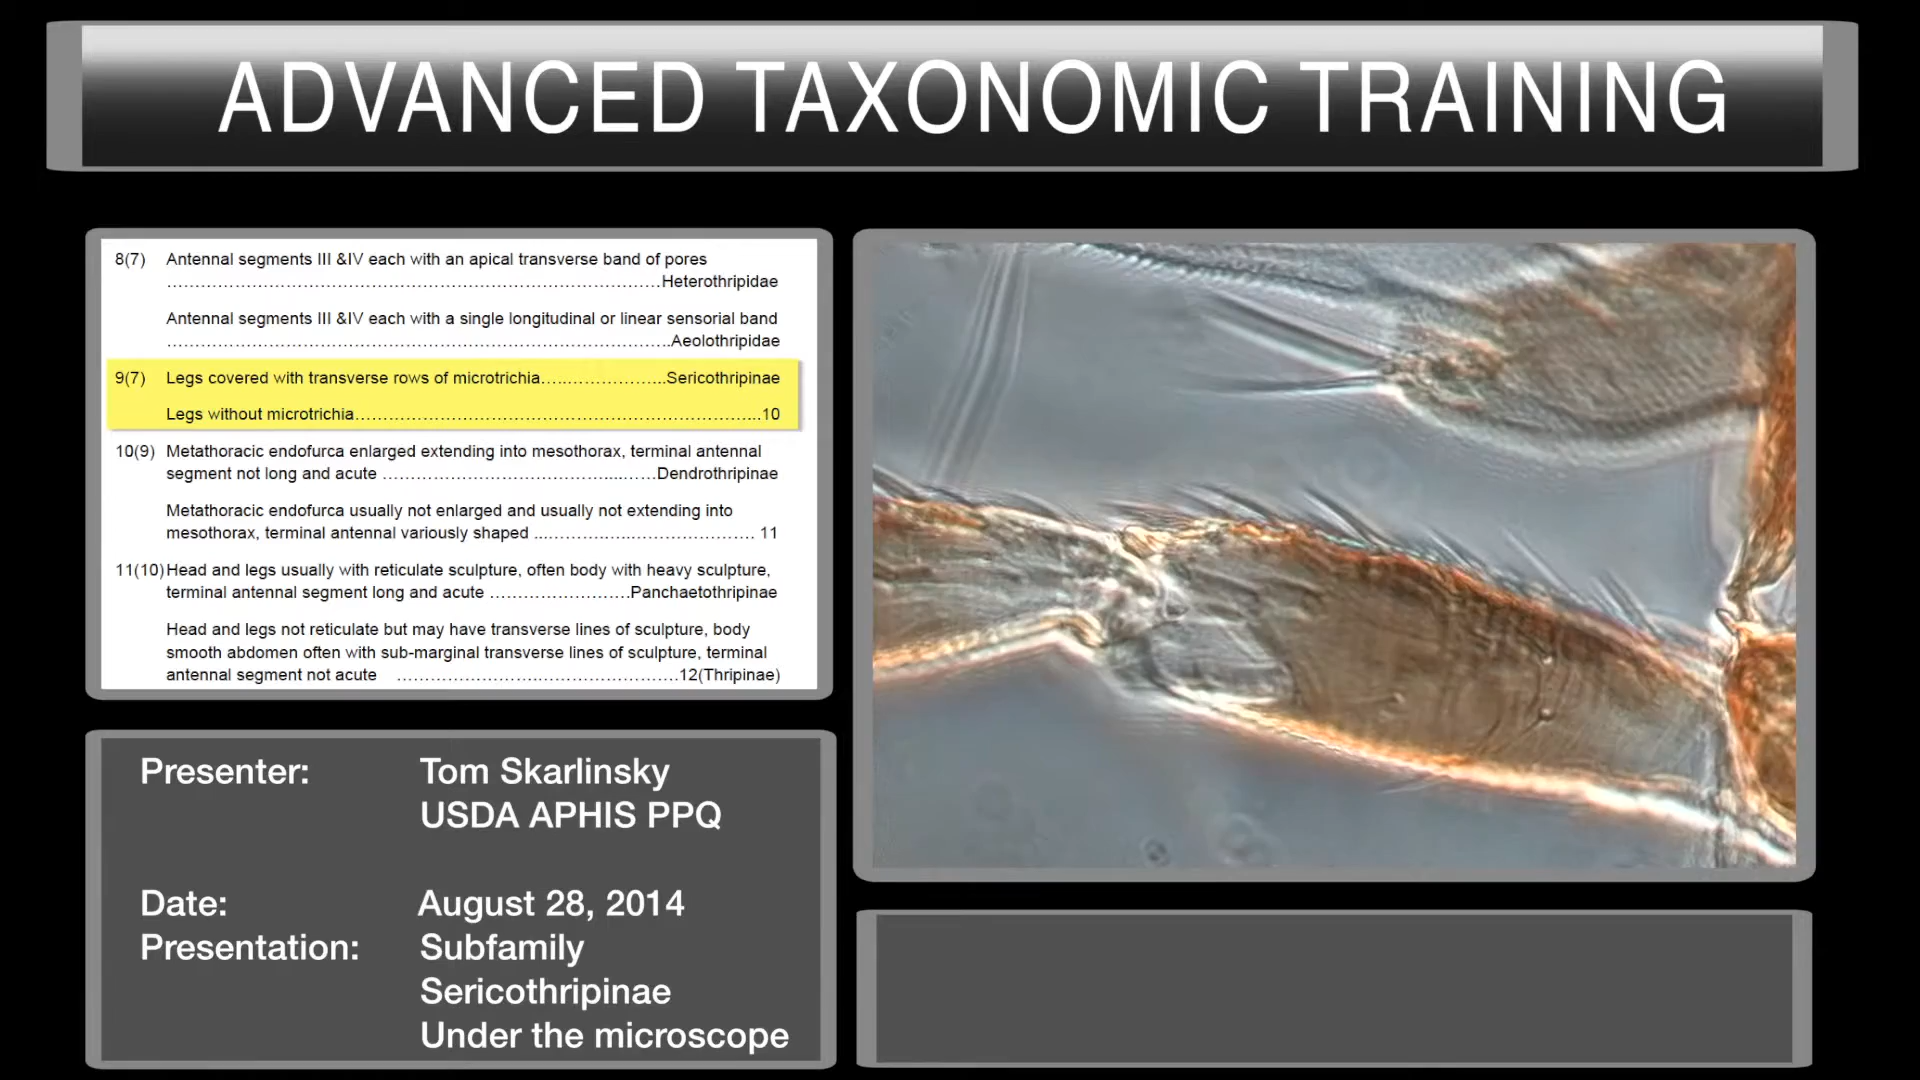 ADVANCED TAXONOMIC TRAINING
8(7) Antennal segments III &IV each with an apical transverse band of pores
……………………………………………………………………………Heterothripidae
Antennal segments III &IV each with a single longitudinal or linear sensorial band
……………………………………………………………………………..Aeolothripidae
9(7) Legs covered with transverse rows of microtrichia…..……………...Sericothripinae
Legs without microtrichia………………………………………………………………...10
10(9) Metathoracic endofurca enlarged extending into mesothorax, terminal antennal
segment not long and acute …………………………………....……Dendrothripinae
Metathoracic endofurca usually not enlarged and usually not extending into
mesothorax, terminal antennal variously shaped ...…………..…..………………… 11
11(10) Head and legs usually with reticulate sculpture, often body with heavy sculpture,
terminal antennal segment long and acute …………………….Panchaetothripinae
Head and legs not reticulate but may have transverse lines of sculpture, body
smooth abdomen often with sub-marginal transverse lines of sculpture, terminal
antennal segment not acute ……………………..…………………….12(Thripinae)
Presenter: Tom Skarlinsky
USDA APHIS PPQ
Date: August 28, 2014
Presentation: Subfamily
Sericothripinae
Under the microscope